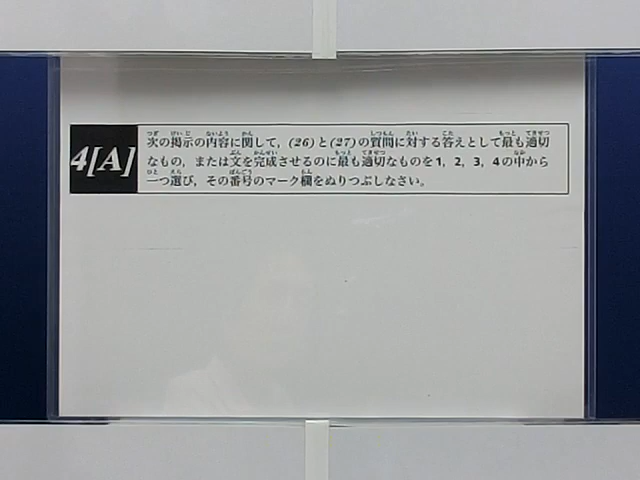 4[A]
次の掲示の内容に関して，(26)と(27)の質問に対する答えとして最も適切
なもの，または文を完成させるのに最も適切なものを1，2，3，4の中から
一つ選び，その番号のマーク欄をぬりつぶしなさい。